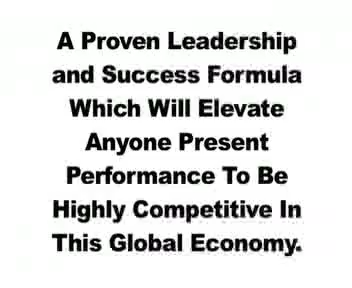 A Proven Leadership
and Success Formula
Which Will Elevate
Anyone Present
Performance To Be
Highly Competitive In
This Global Economy.